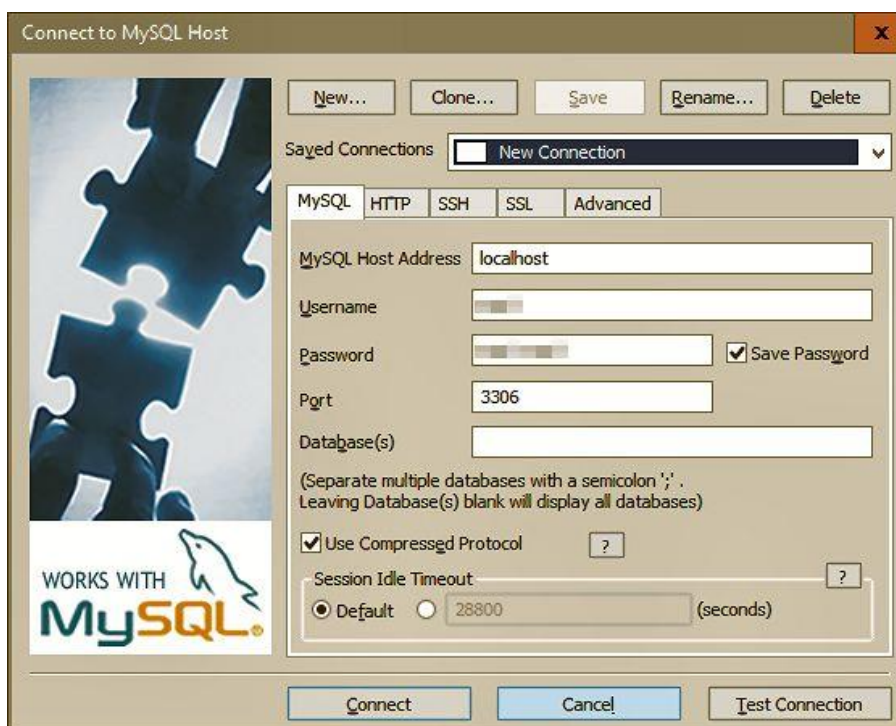 Connect to MySQL Host
x
New...
Clone...
Save
Rename...
Delete
Saved Connections
New Connection
MySQL
HTTP
SSH
SSL
Advanced
MySQL Host Address
localhost
Username
Password
Save Password
Port
3306
Database(s)
(Separate multiple databases with a semicolon ';' .
Leaving Database(s) blank will display all databases)
Use Compressed Protocol
?
Session Idle Timeout
?
Default
28800
(seconds)
WORKS WITH
MySQL®
Connect
Cancel
Test Connection